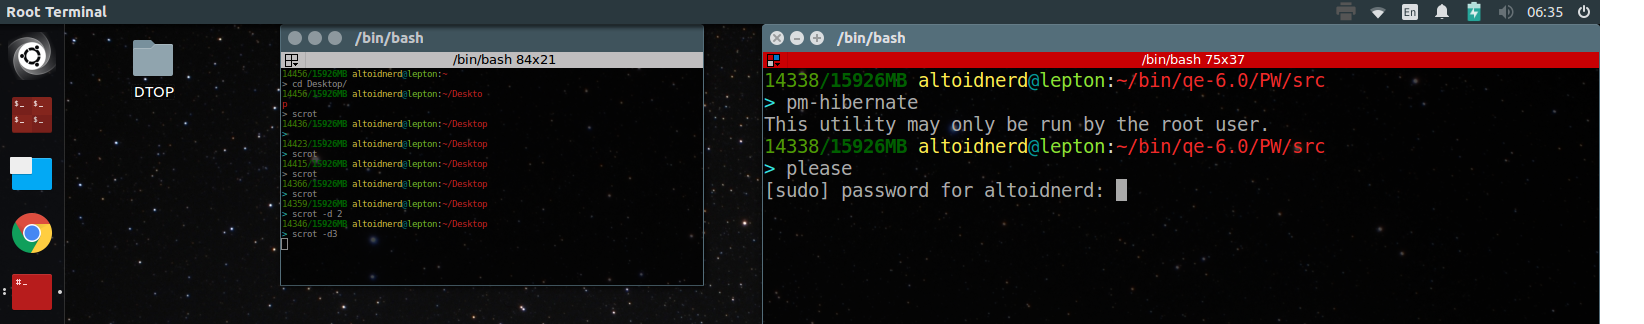 Root Terminal
En
06:35
DTOP
/bin/bash
/bin/bash 84x21
14456/15926MB altoidnerd@lepton:~
> cd Desktop/
14456/15926MB altoidnerd@lepton:~/Deskto
p
> scrot
14436/15926MB altoidnerd@lepton:~/Desktop
>
14423/15926MB altoidnerd@lepton:~/Desktop
> scrot
14415/15926MB altoidnerd@lepton:~/Desktop
> scrot
14366/15926MB altoidnerd@lepton:~/Desktop
> scrot
14359/15926MB altoidnerd@lepton:~/Desktop
> scrot -d 2
14346/15926MB altoidnerd@lepton:~/Desktop
> scrot -d3
/bin/bash
/bin/bash 75x37
14338/15926MB altoidnerd@lepton:~/bin/qe-6.0/PW/src
> pm-hibernate
This utility may only be run by the root user.
14338/15926MB altoidnerd@lepton:~/bin/qe-6.0/PW/src
> please
[sudo] password for altoidnerd:
$_ $_
$_ $_
#_